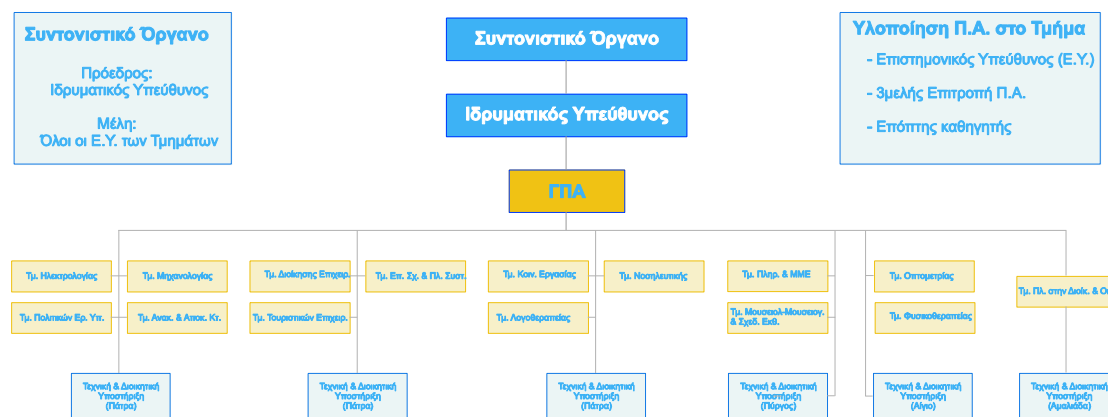 Συντονιστικό Όργανο
Πρόεδρος:
Ιδρυματικός Υπεύθυνος
Μέλη:
Όλοι οι Ε.Υ. των Τμημάτων
Συντονιστικό Όργανο
Ιδρυματικός Υπεύθυνος
ΓΠΑ
Υλοποίηση Π.Α. στο Τμήμα
- Επιστημονικός Υπεύθυνος (Ε.Υ.)
- 3μελής Επιτροπή Π.Α.
- Επόπτης καθηγητής
Τμ. Ηλεκτρολογίας
Τμ. Μηχανολογίας
Τμ. Πολιτικών Ερ. Υπ.
Τμ. Ανακ. & Αποκ. Κτ.
Τεχνική & Διοικητική
Υποστήριξη
(Πάτρα)
Τμ. Διοίκησης Επιχειρ.
Τμ. Επ. Σχ. & Πλ. Συστ.
Τμ. Τουριστικών Επιχειρ.
Τεχνική & Διοικητική
Υποστήριξη
(Πάτρα)
Τμ. Κοιν. Εργασίας
Τμ. Νοσηλευτικής
Τμ. Λογοθεραπείας
Τεχνική & Διοικητική
Υποστήριξη
(Πάτρα)
Τμ. Πληρ. & ΜΜΕ
Τμ. Μουσειολ-Μουσειογ.
& Σχεδ. Εκθ.
Τεχνική & Διοικητική
Υποστήριξη
(Πύργος)
Τμ. Οπτομετρίας
Τμ. Φυσικοθεραπείας
Τεχνική & Διοικητική
Υποστήριξη
(Αίγιο)
Τμ. Πλ. στην Διοίκ. &
Τεχνική & Διοικητική
Υποστήριξη
(Αμαλιάδα)